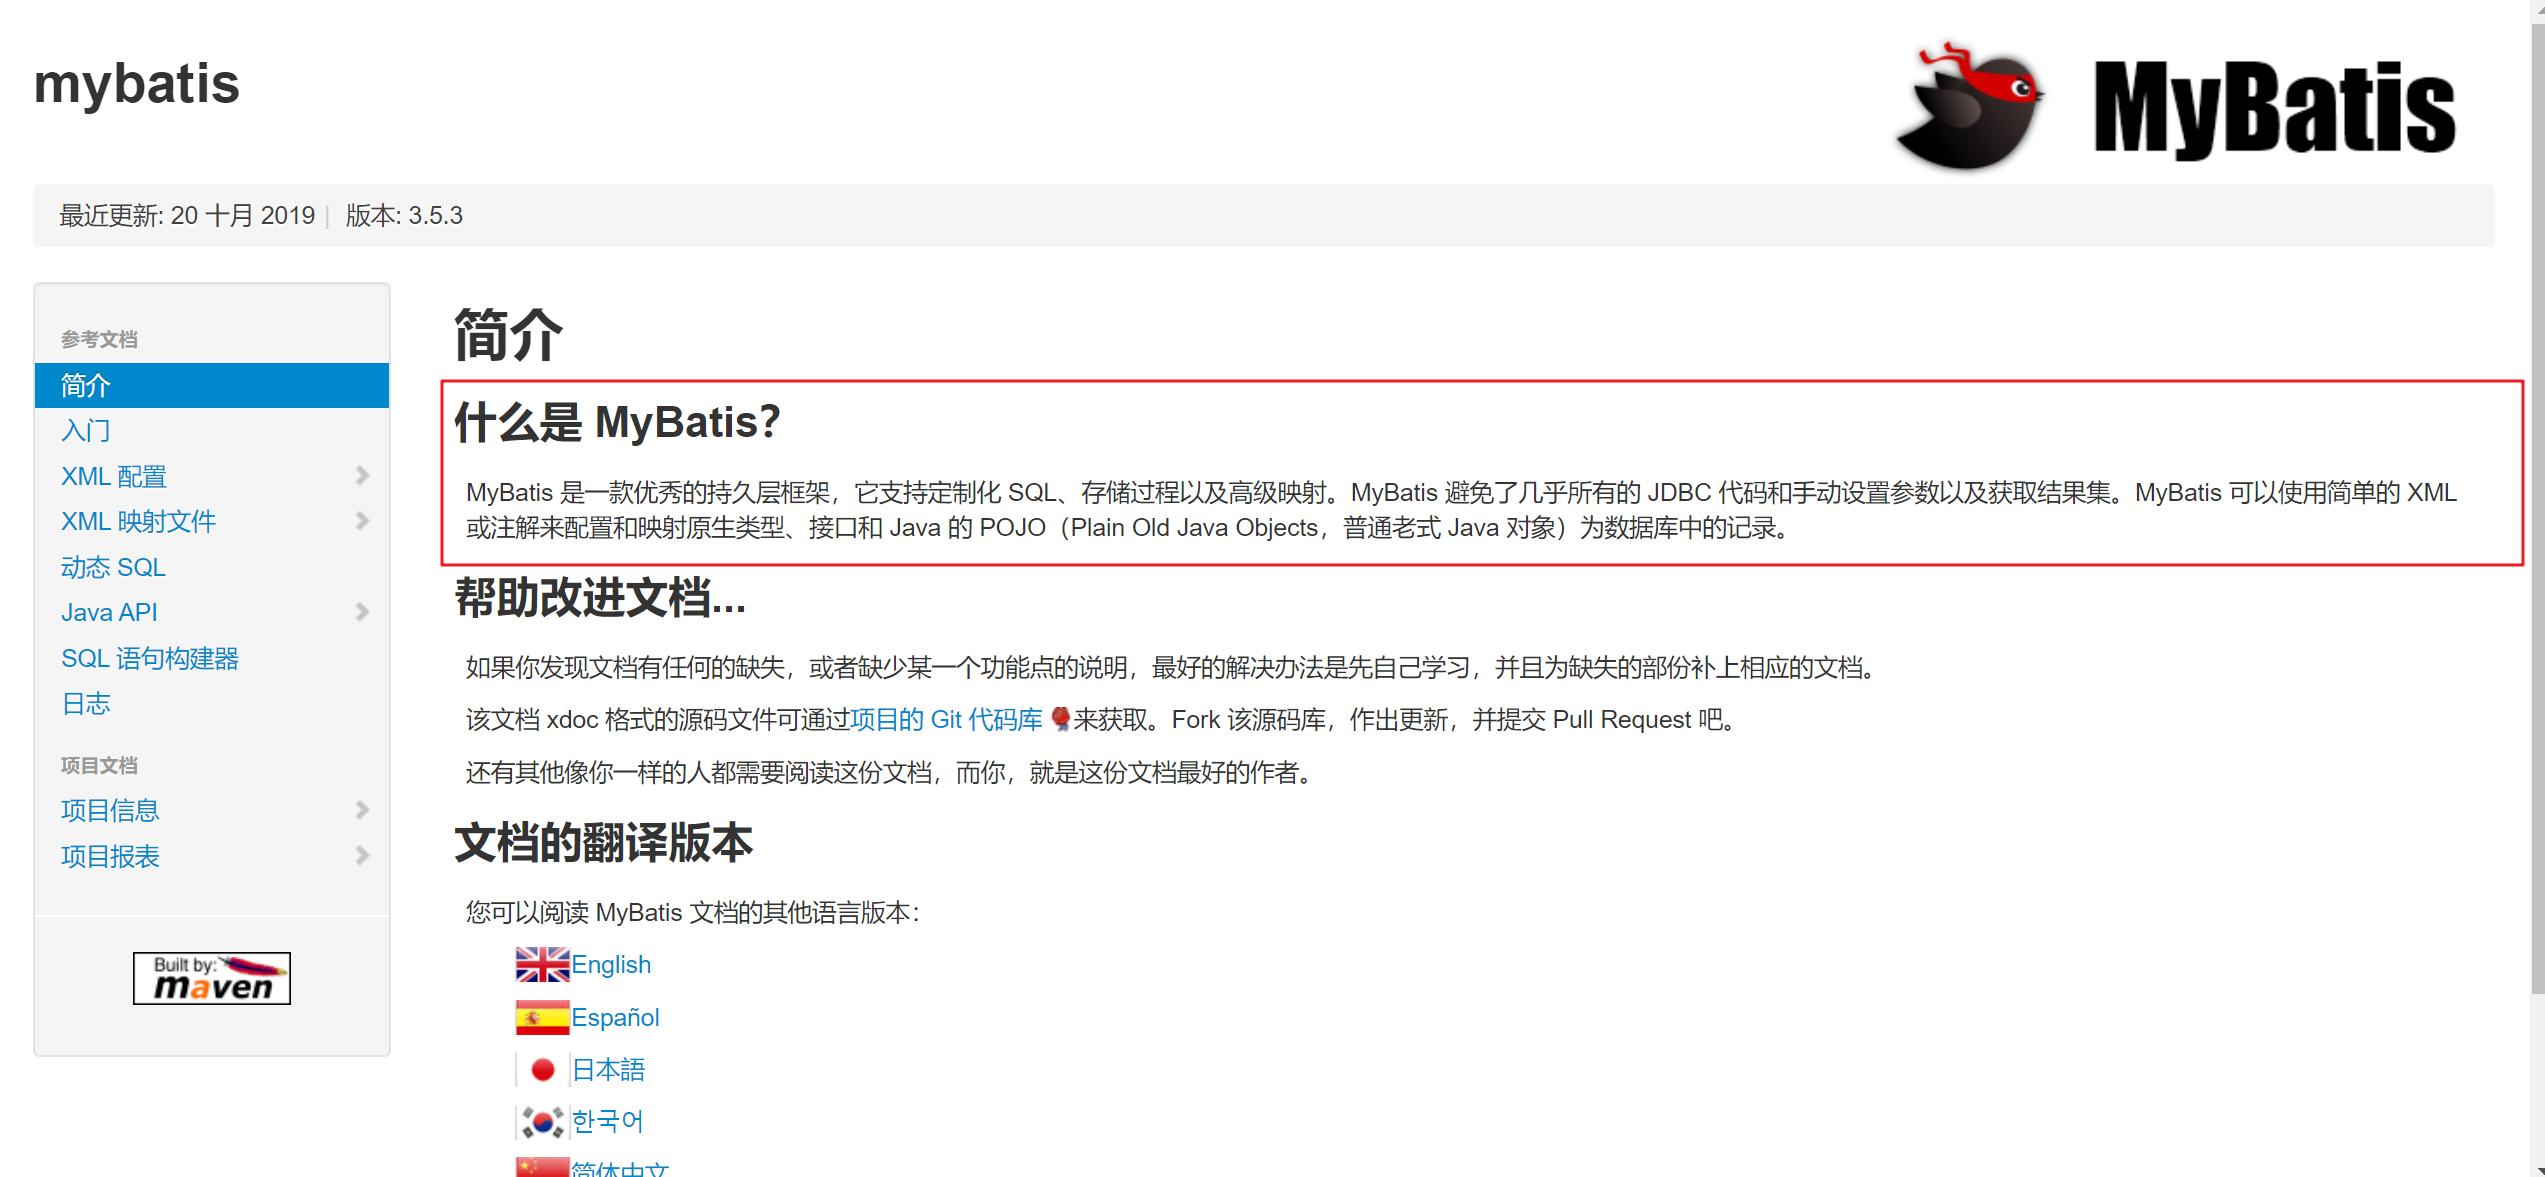 mybatis
MyBatis
最近更新: 20 十月 2019 | 版本: 3.5.3
参考文档
简介
入门
XML 配置
XML 映射文件
动态 SQL
Java API
SQL 语句构建器
日志
项目文档
项目信息
项目报表
Built by:
maven
简介
什么是 MyBatis？
MyBatis 是一款优秀的持久层框架，它支持定制化 SQL、存储过程以及高级映射。MyBatis 避免了几乎所有的 JDBC 代码和手动设置参数以及获取结果集。MyBatis 可以使用简单的 XML
或注解来配置和映射原生类型、接口和 Java 的 POJO（Plain Old Java Objects，普通老式 Java 对象）为数据库中的记录。
帮助改进文档...
如果你发现文档有任何的缺失，或者缺少某一个功能点的说明，最好的解决办法是先自己学习，并且为缺失的部份补上相应的文档。
该文档 xdoc 格式的源码文件可通过项目的 Git 代码库来获取。Fork 该源码库，作出更新，并提交 Pull Request 吧。
还有其他像你一样的人都需要阅读这份文档，而你，就是这份文档最好的作者。
文档的翻译版本
您可以阅读 MyBatis 文档的其他语言版本：
English
Español
日本語
한국어
简体中文